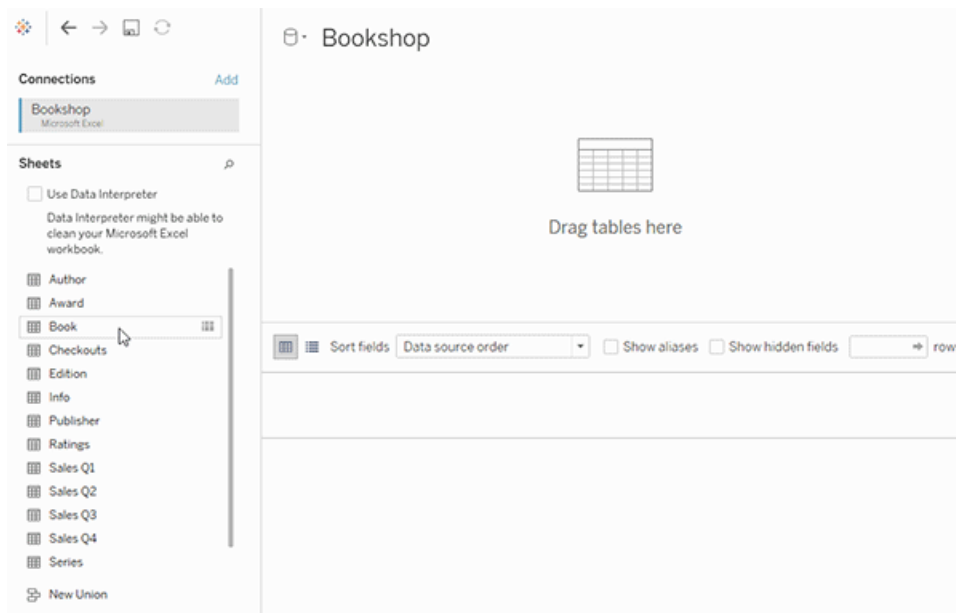 Bookshop
Connections
Add
Bookshop
Microsoft Excel
Sheets
Use Data Interpreter
Data Interpreter might be able to
clean your Microsoft Excel
workbook.
Author
Award
Book
Checkouts
Edition
Info
Publisher
Ratings
Sales Q1
Sales Q2
Sales Q3
Sales Q4
Series
New Union
Drag tables here
Sort fields
Data source order
Show aliases
Show hidden fields
row